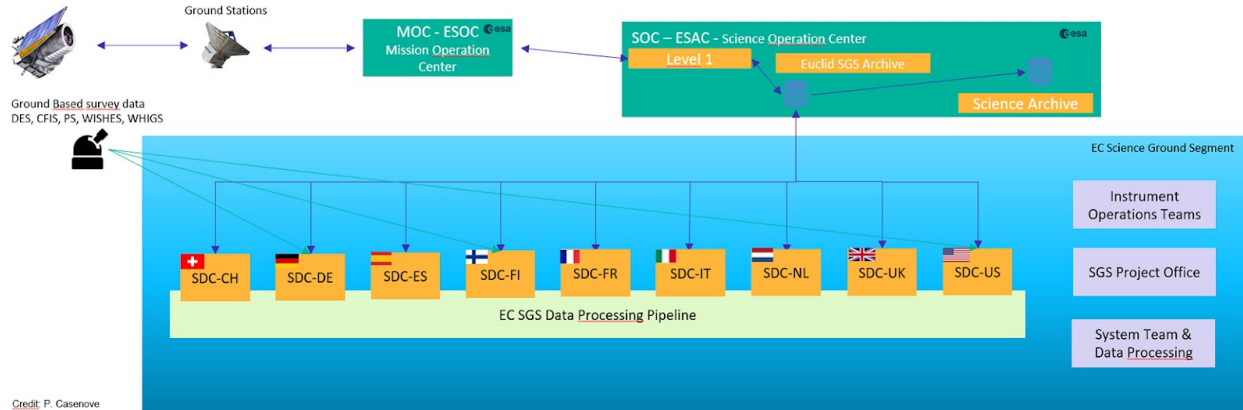 Ground Stations
MOC - ESOC
esa
Mission Operation
Center
SOC – ESAC - Science Operation Center
esa
Level 1
Euclid SGS Archive
Science Archive
Ground Based survey data
DES, CFIS, PS, WISHES, WHIGS
EC Science Ground Segment
Instrument
Operations Teams
SDC-CH
SDC-DE
SDC-ES
SDC-FI
SDC-FR
SDC-IT
SDC-NL
SDC-UK
SDC-US
SGS Project Office
EC SGS Data Processing Pipeline
System Team &
Data Processing
Credit: P. Casenove